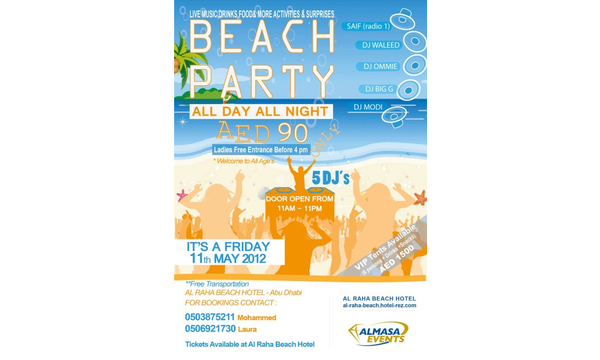 LIVE MUSIC,DRINKS,FOODS MORE ACTIVITIES & SURPRISES
BEACH
PARTY
ALL DAY ALL NIGHT
AED 90
ONLY
Ladies Free Entrance Before 4 pm
* Welcome to All Age's
SAIF (radio 1)
DJ WALEED
DJ OMMIE
DJ BIG G
DJ MODI
5DJ's
DOOR OPEN FROM
11AM – 11PM
IT'S A FRIDAY
11th MAY 2012
VIP Tents Available
AED 1500
**Free Transportation
AL RAHA BEACH HOTEL - Abu Dhabi
FOR BOOKINGS CONTACT :
0503875211 Mohammed
0506921730 Laura
Tickets Available at Al Raha Beach Hotel
AL RAHA BEACH HOTEL
al-raha-beach.hotel-rez.com
ALMASA
EVENTS